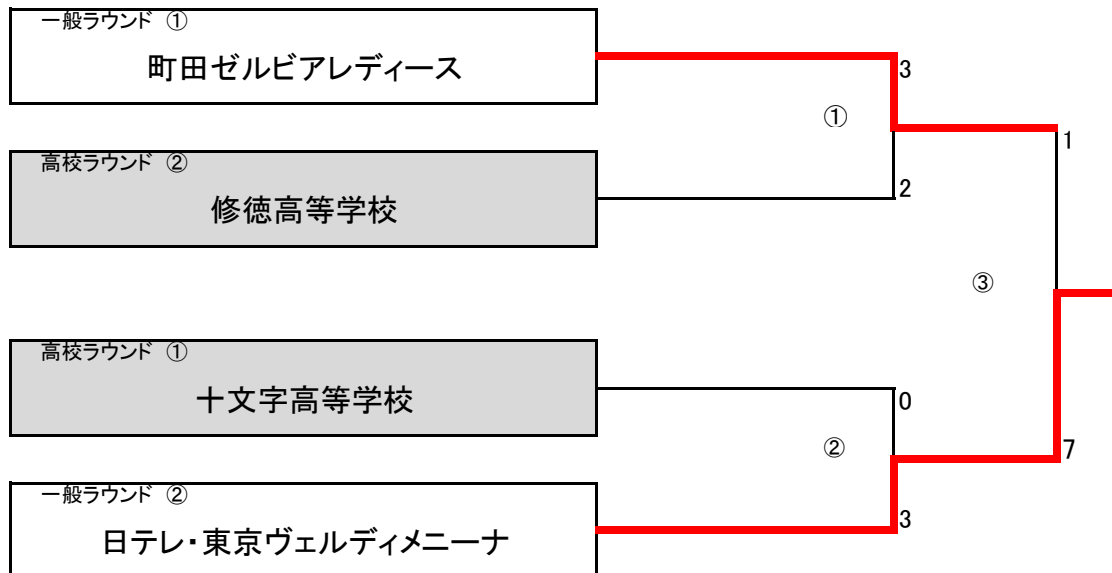 一般ラウンド ①
町田ゼルビアレディース
3
①
1
高校ラウンド ②
修徳高等学校
2
③
高校ラウンド ①
十文字高等学校
0
②
7
一般ラウンド ②
日テレ・東京ヴェルディメニーナ
3